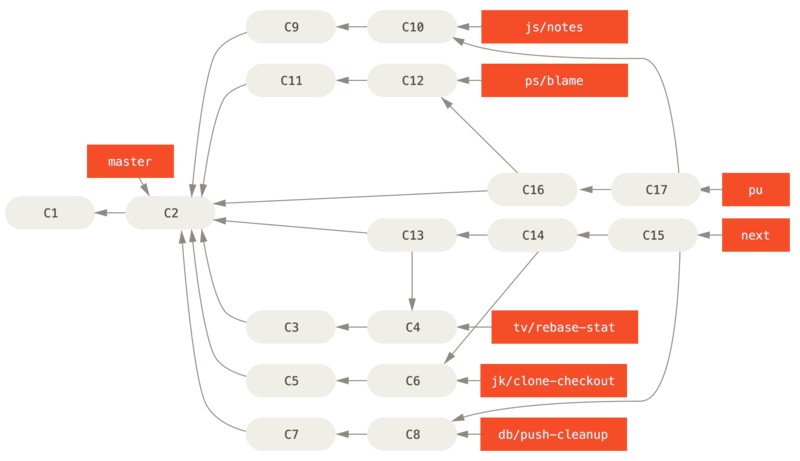 C9 C10 js/notes
C11 C12 ps/blame
master
C16 C17 pu
C1 C2
C13 C14 C15 next
C3 C4 tv/rebase-stat
C5 C6 jk/clone-checkout
C7 C8 db/push-cleanup